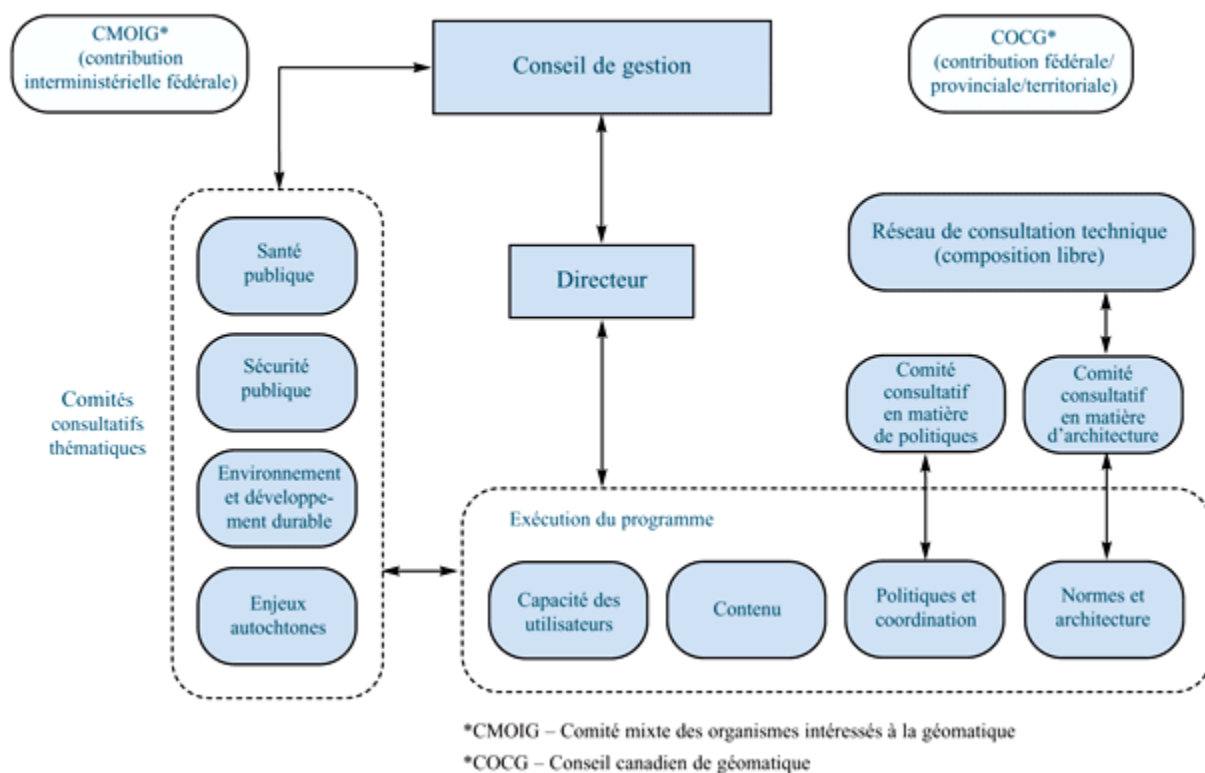 CMOIG*
(contribution
interministérielle fédérale)
Conseil de gestion
COCG*
(contribution fédérale/
provinciale/territoriale)
Santé
publique
Sécurité
publique
Environnement
et développe-
ment durable
Enjeux
autochtones
Comités
consultatifs
thématiques
Directeur
Réseau de consultation technique
(composition libre)
Comité
consultatif
en matière
de politiques
Comité
consultatif
en matière
d'architecture
Exécution du programme
Capacité des
utilisateurs
Contenu
Politiques et
coordination
Normes et
architecture
*CMOIG – Comité mixte des organismes intéressés à la géomatique
*COCG – Conseil canadien de géomatique